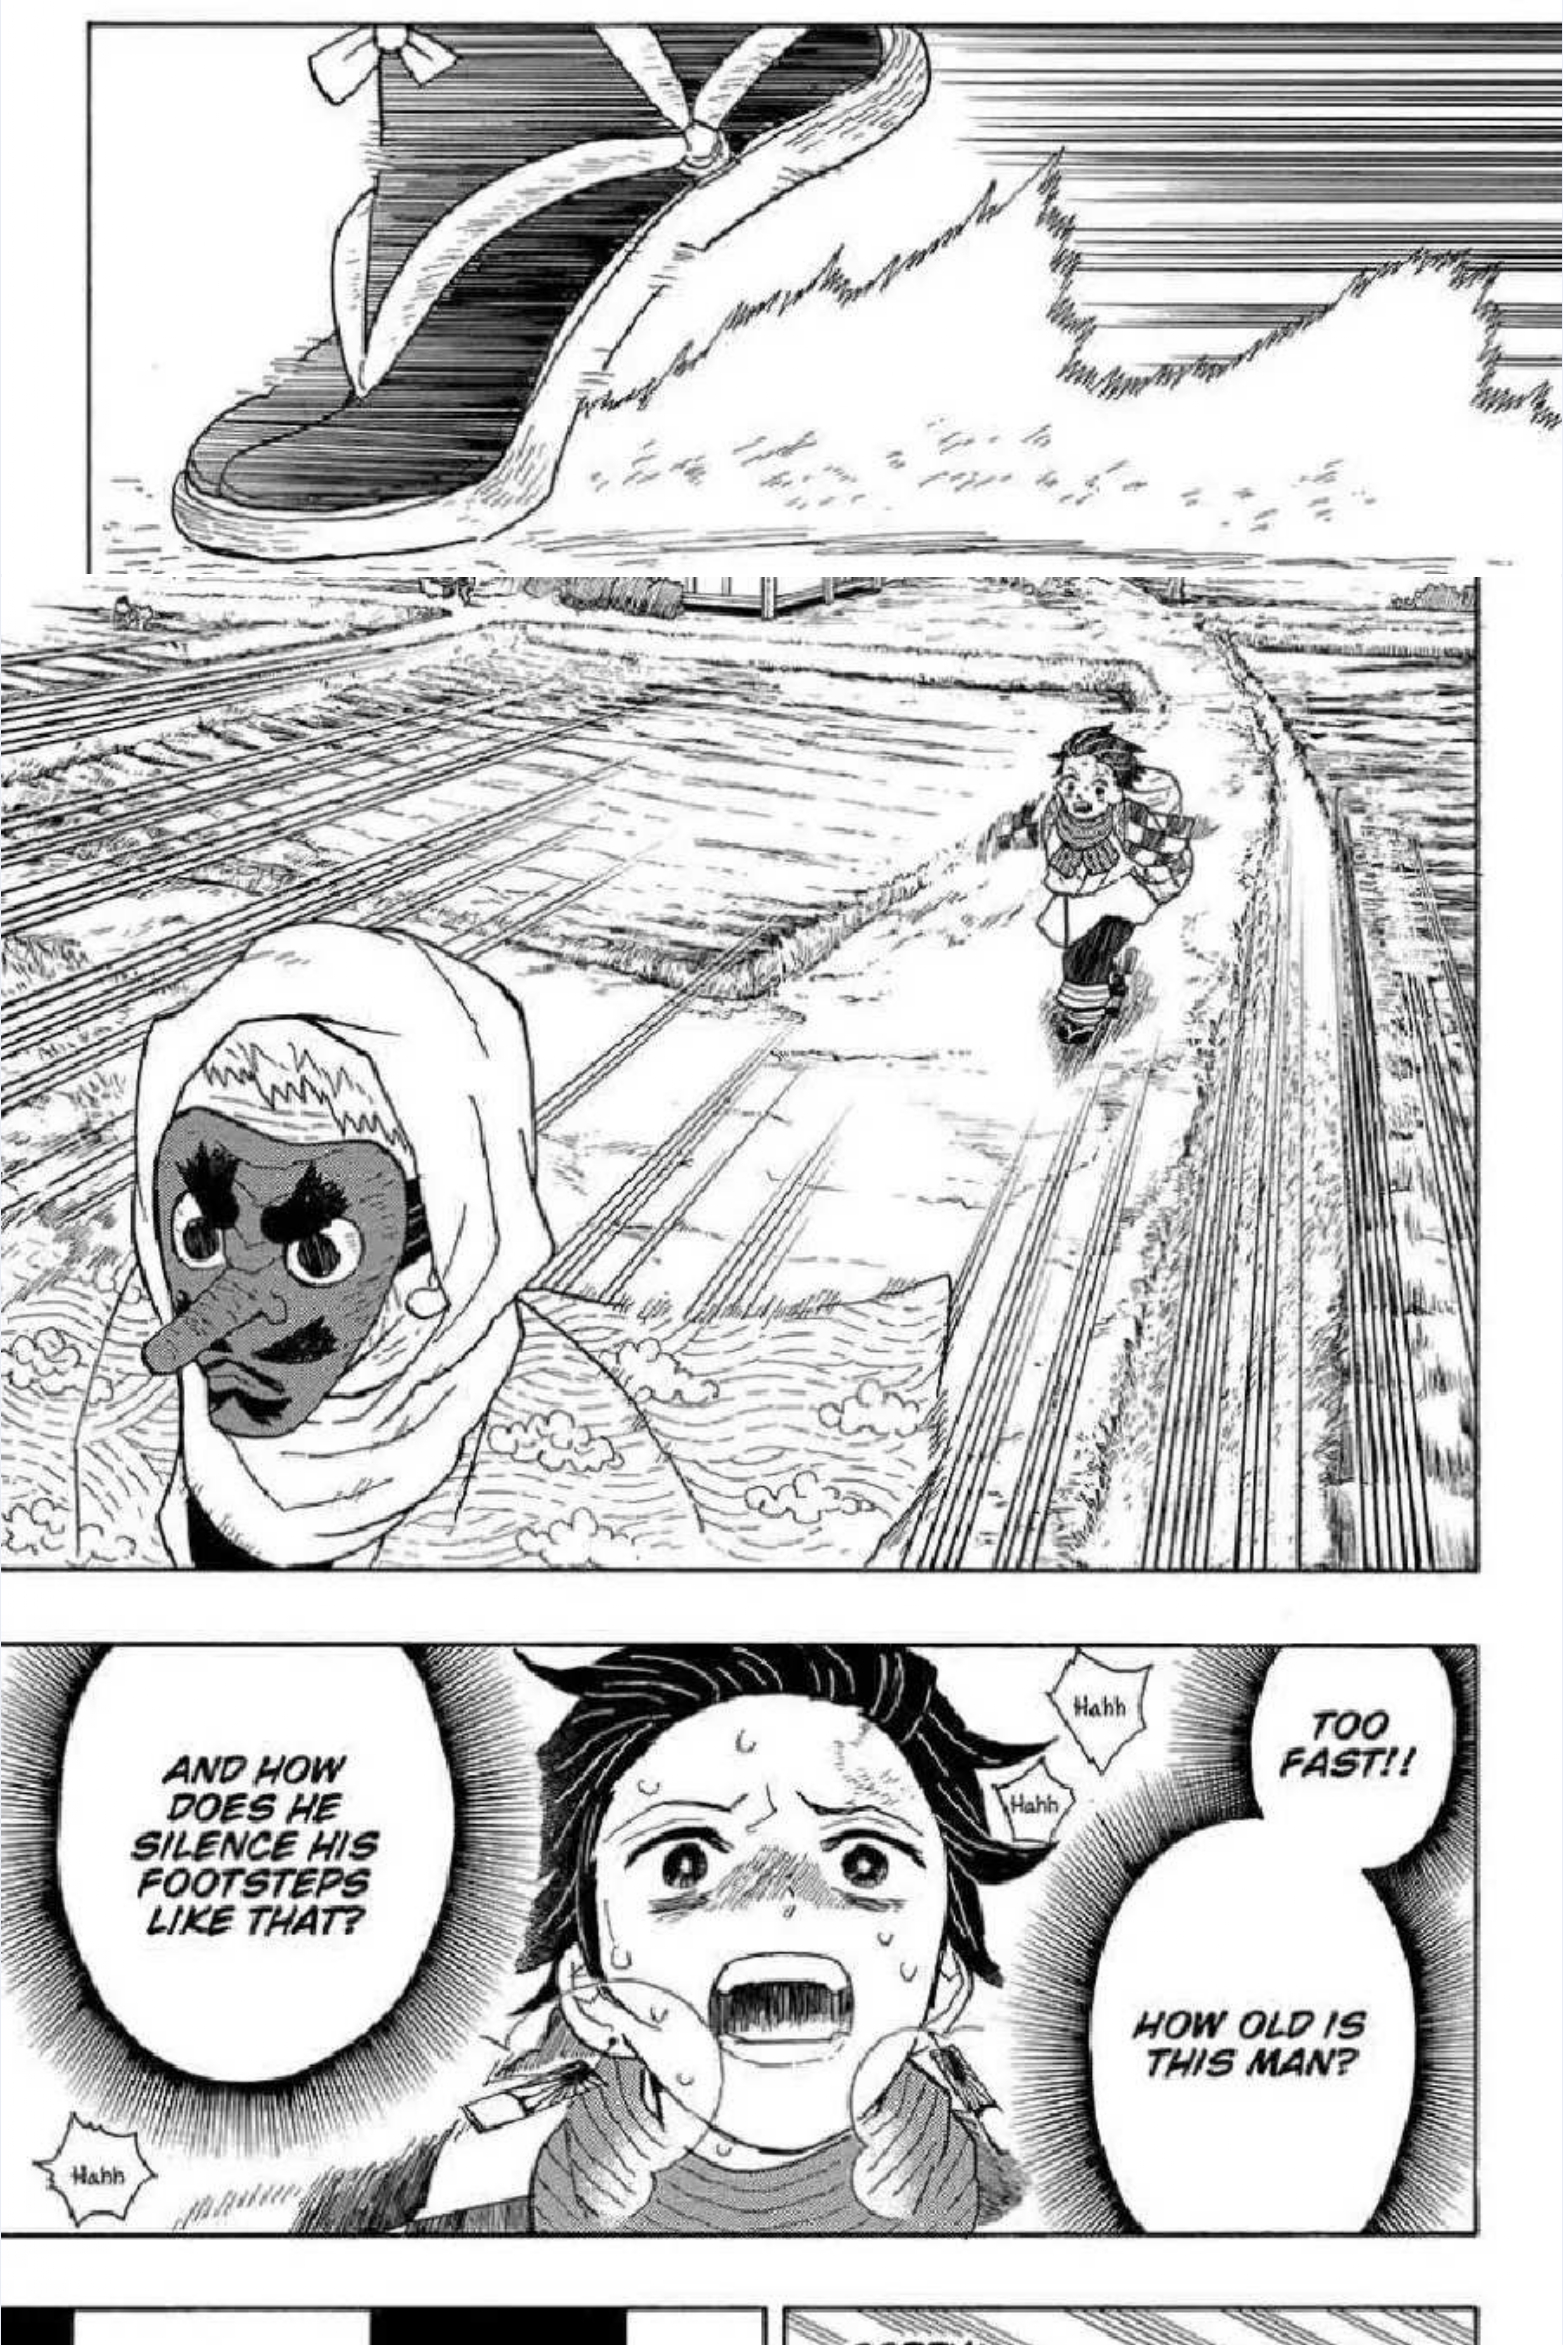 TOO
FAST!!
HOW OLD IS
THIS MAN?
Hahh
Hahh
AND HOW
DOES HE
SILENCE HIS
FOOTSTEPS
LIKE THAT?
Hahh